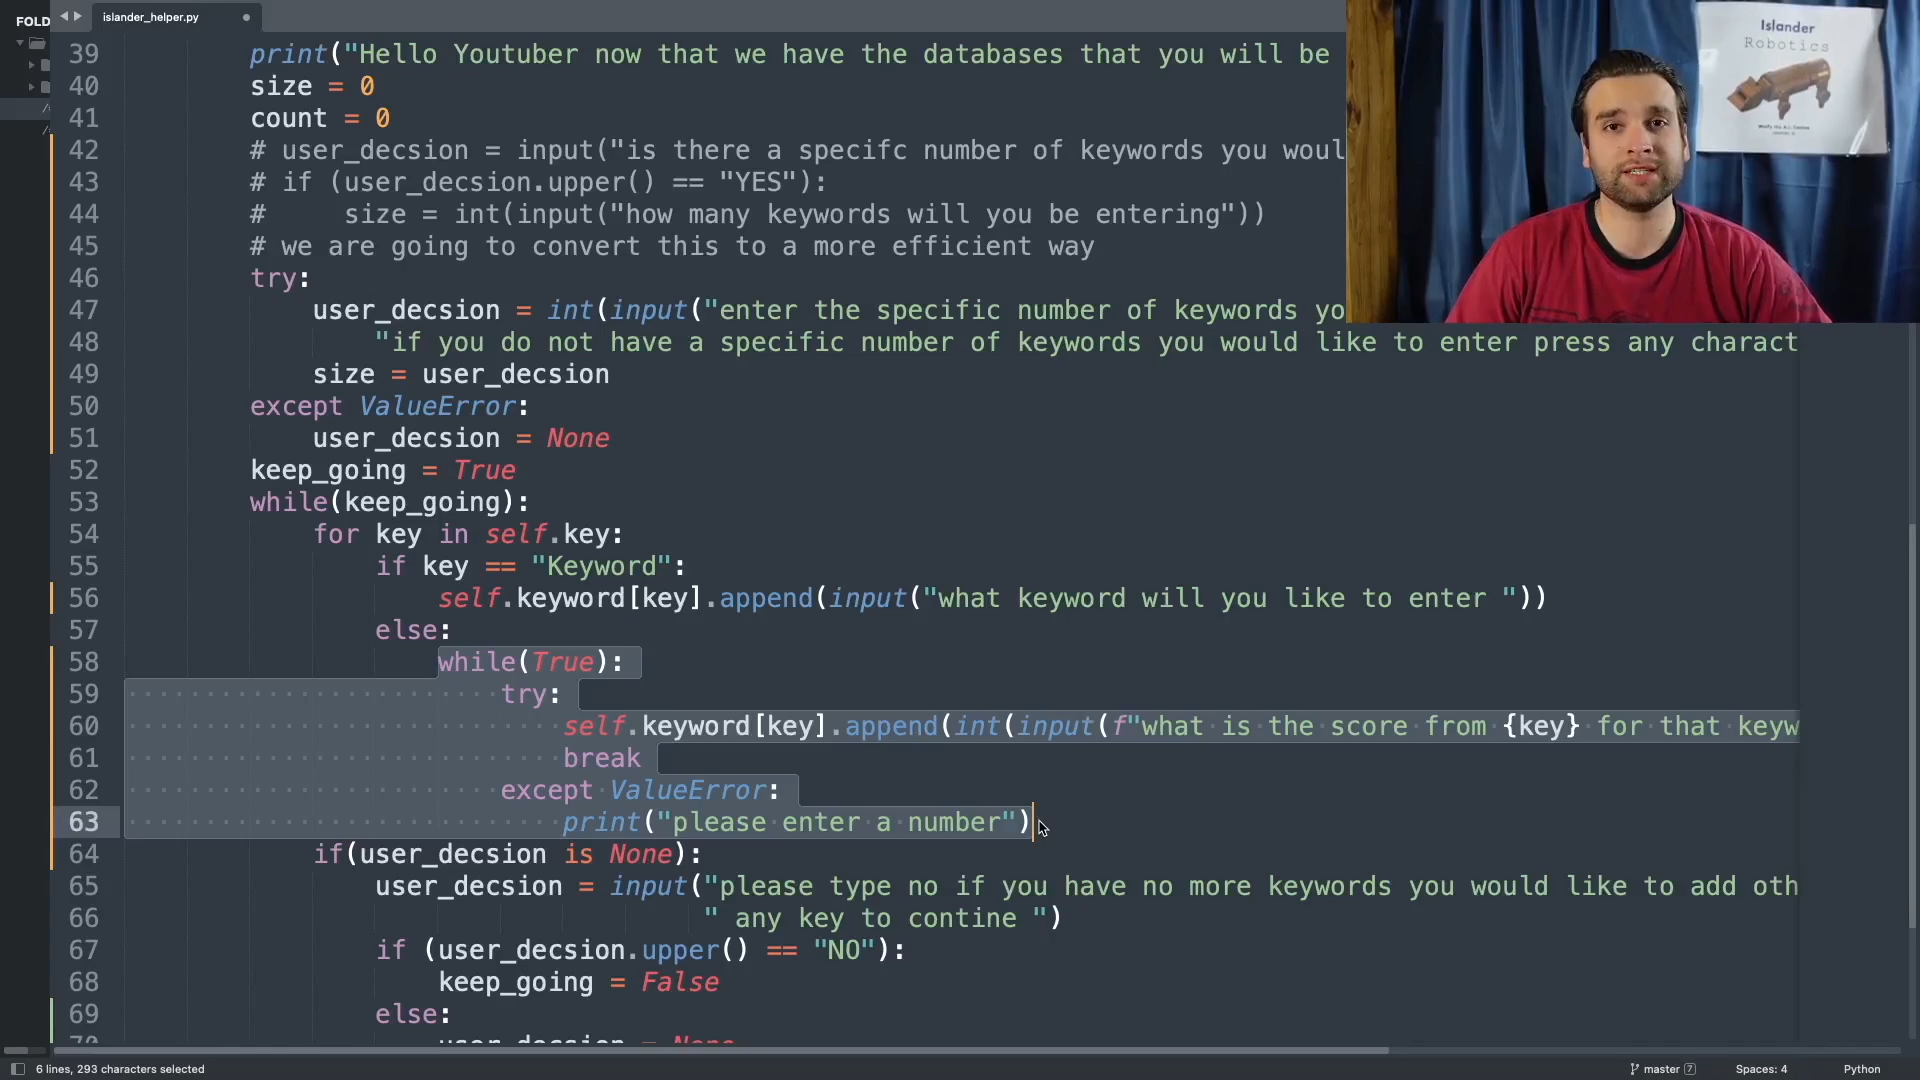 FOLD
islander_helper.py
39 print("Hello Youtuber now that we have the databases that you will be
40 size = 0
41 count = 0
42 # user_decsion = input("is there a specifc number of keywords you woul
43 # if (user_decsion.upper() == "YES"):
44 #     size = int(input("how many keywords will you be entering"))
45 # we are going to convert this to a more efficient way
46 try:
47 user_decsion = int(input("enter the specific number of keywords yo
48 "if you do not have a specific number of keywords you would like to enter press any charact
49 size = user_decsion
50 except ValueError:
51 user_decsion = None
52 keep_going = True
53 while(keep_going):
54 for key in self.key:
55 if key == "Keyword":
56 self.keyword[key].append(input("what keyword will you like to enter "))
57 else:
58 while(True):
59 try:
60 self.keyword[key].append(int(input(f"what is the score from {key} for that keyw
61 break
62 except ValueError:
63 print("please enter a number")
64 if(user_decsion is None):
65 user_decsion = input("please type no if you have no more keywords you would like to add oth
66 " any key to contine ")
67 if (user_decsion.upper() == "NO"):
68 keep_going = False
69 else:
70 user_decsion = None
6 lines, 293 characters selected
master 7
Spaces: 4
Python
Islander
Robotics